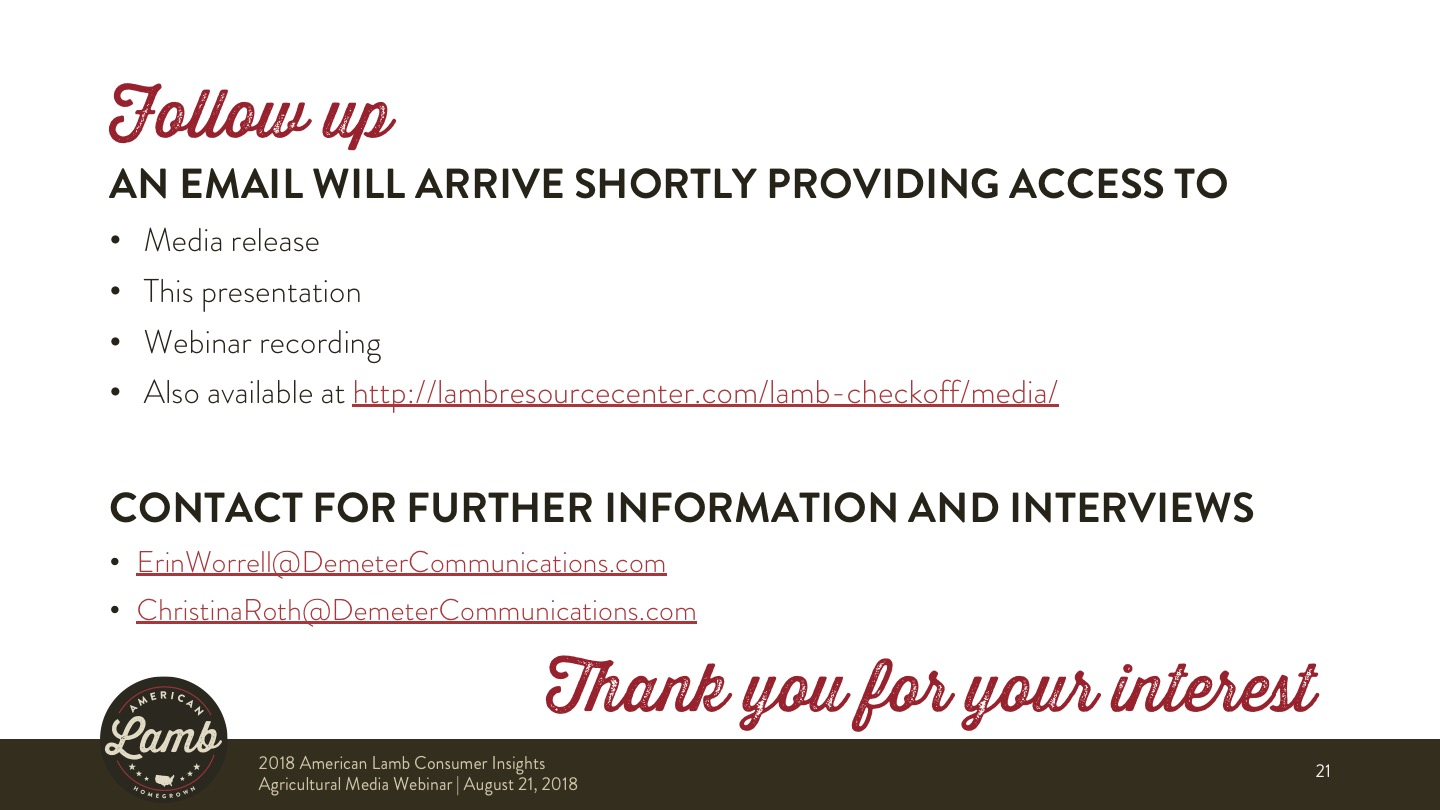 Follow up
AN EMAIL WILL ARRIVE SHORTLY PROVIDING ACCESS TO
• Media release
• This presentation
• Webinar recording
• Also available at http://lambresourcecenter.com/lamb-checkoff/media/
CONTACT FOR FURTHER INFORMATION AND INTERVIEWS
• ErinWorrell@DemeterCommunications.com
• ChristinaRoth@DemeterCommunications.com
Thank you for your interest
AMERICAN
Lamb
HOMEGROWN
2018 American Lamb Consumer Insights
Agricultural Media Webinar | August 21, 2018
21